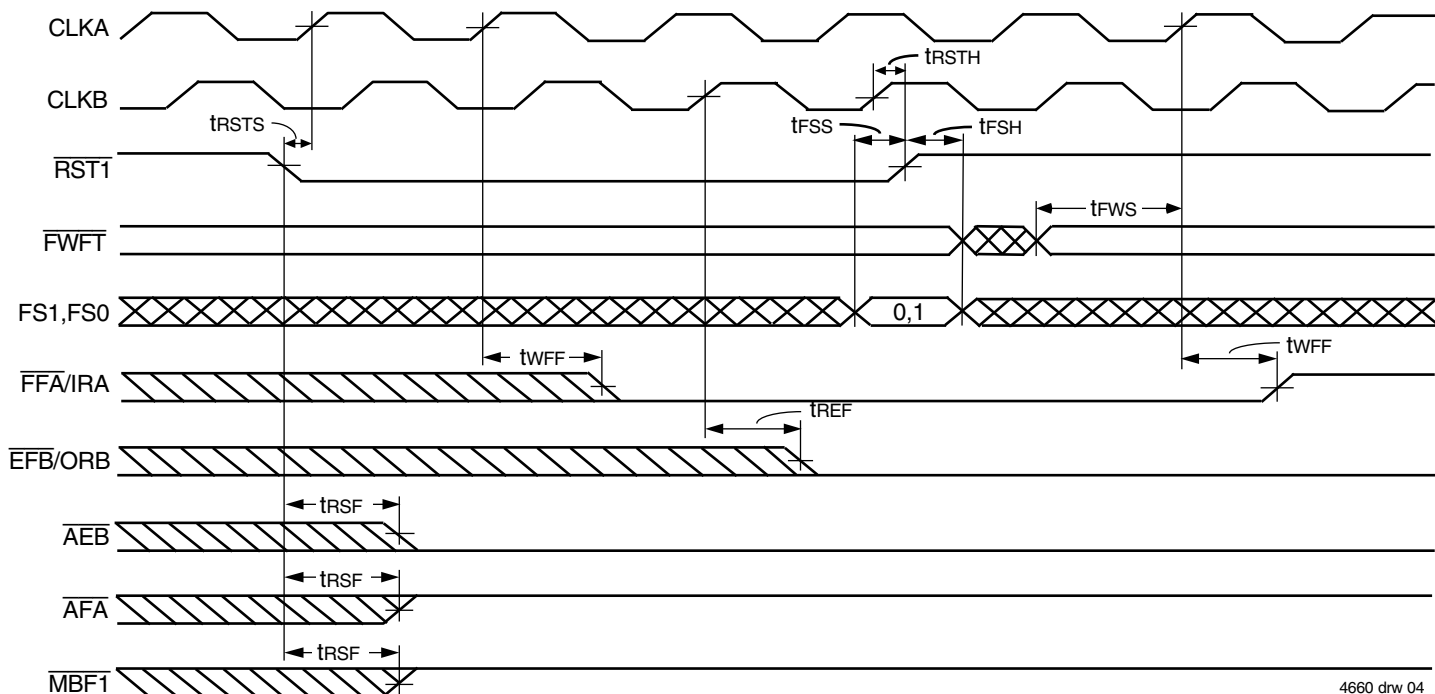 CLKA
tRSTH
CLKB
tRSTS
tFSS
tFSH
RST1
tFWS
FWFT
FS1,FS0
0,1
tWFF
tWFF
FFA/IRA
tREF
EFB/ORB
tRSF
AEB
tRSF
AFA
tRSF
MBF1
4660 drw 04